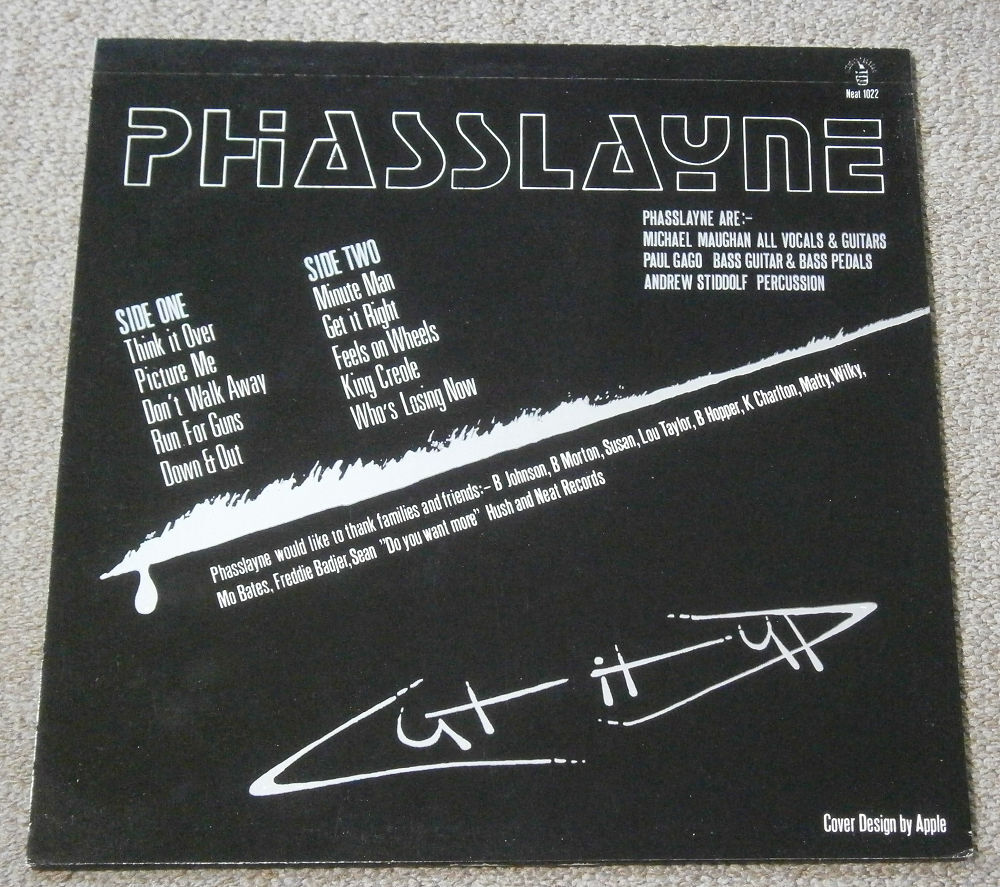 Neat 1022
PHASSLAYNE
PHASSLAYNE ARE:-
MICHAEL MAUGHAN ALL VOCALS & GUITARS
PAUL GAGO BASS GUITAR & BASS PEDALS
ANDREW STIDDOLF PERCUSSION
SIDE ONE
Think it Over
Picture Me
Don't Walk Away
Run For Guns
Down & Out
SIDE TWO
Minute Man
Get it Right
Feels on Wheels
King Creole
Who's Losing Now
Phasslayne would like to thank families and friends:- B Johnson, B Morton, Susan, Lou Taylor, B Hopper, K Charlton, Matty, Wilky,
Mo Bates, Freddie Badjer, Sean "Do you want more" Hush and Neat Records
Cut it up
Cover Design by Apple